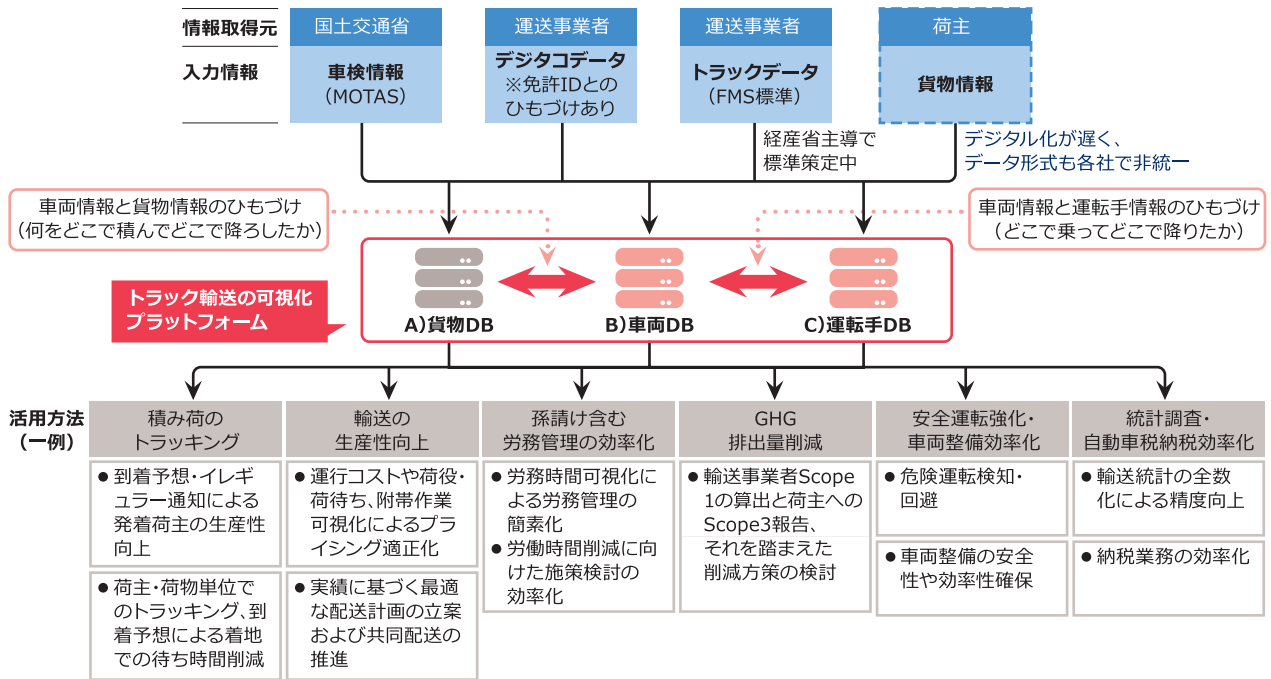 情報取得元
国土交通省
運送事業者
運送事業者
荷主
入力情報
車検情報
（MOTAS）
デジタコデータ
※免許IDとの
ひもづけあり
トラックデータ
（FMS標準）
貨物情報
経産省主導で
標準策定中
デジタル化が遅く、
データ形式も各社で非統一
車両情報と貨物情報のひもづけ
（何をどこで積んでどこで降ろしたか）
車両情報と運転手情報のひもづけ
（どこで乗ってどこで降りたか）
トラック輸送の可視化
プラットフォーム
A）貨物DB
B）車両DB
C）運転手DB
活用方法
（一例）
積み荷の
トラッキング
輸送の
生産性向上
孫請け含む
労務管理の効率化
GHG
排出量削減
安全運転強化・
車両整備効率化
統計調査・
自動車税納税効率化
● 到着予想・イレギ
ュラー通知による
発着荷主の生産性
向上
● 荷主・荷物単位で
のトラッキング、到
着予想による着地
での待ち時間削減
● 運行コストや荷役・
荷待ち、附帯作業
可視化によるプラ
イシング適正化
● 実績に基づく最適
な配送計画の立案
および共同配送の
推進
● 労務時間可視化に
よる労務管理の
簡素化
● 労働時間削減に向
けた施策検討の
効率化
● 輸送事業者Scope
1の算出と荷主への
Scope3報告、
それを踏まえた
削減方策の検討
● 危険運転検知・
回避
● 車両整備の安全
性や効率性確保
● 輸送統計の全数
化による精度向上
● 納税業務の効率化